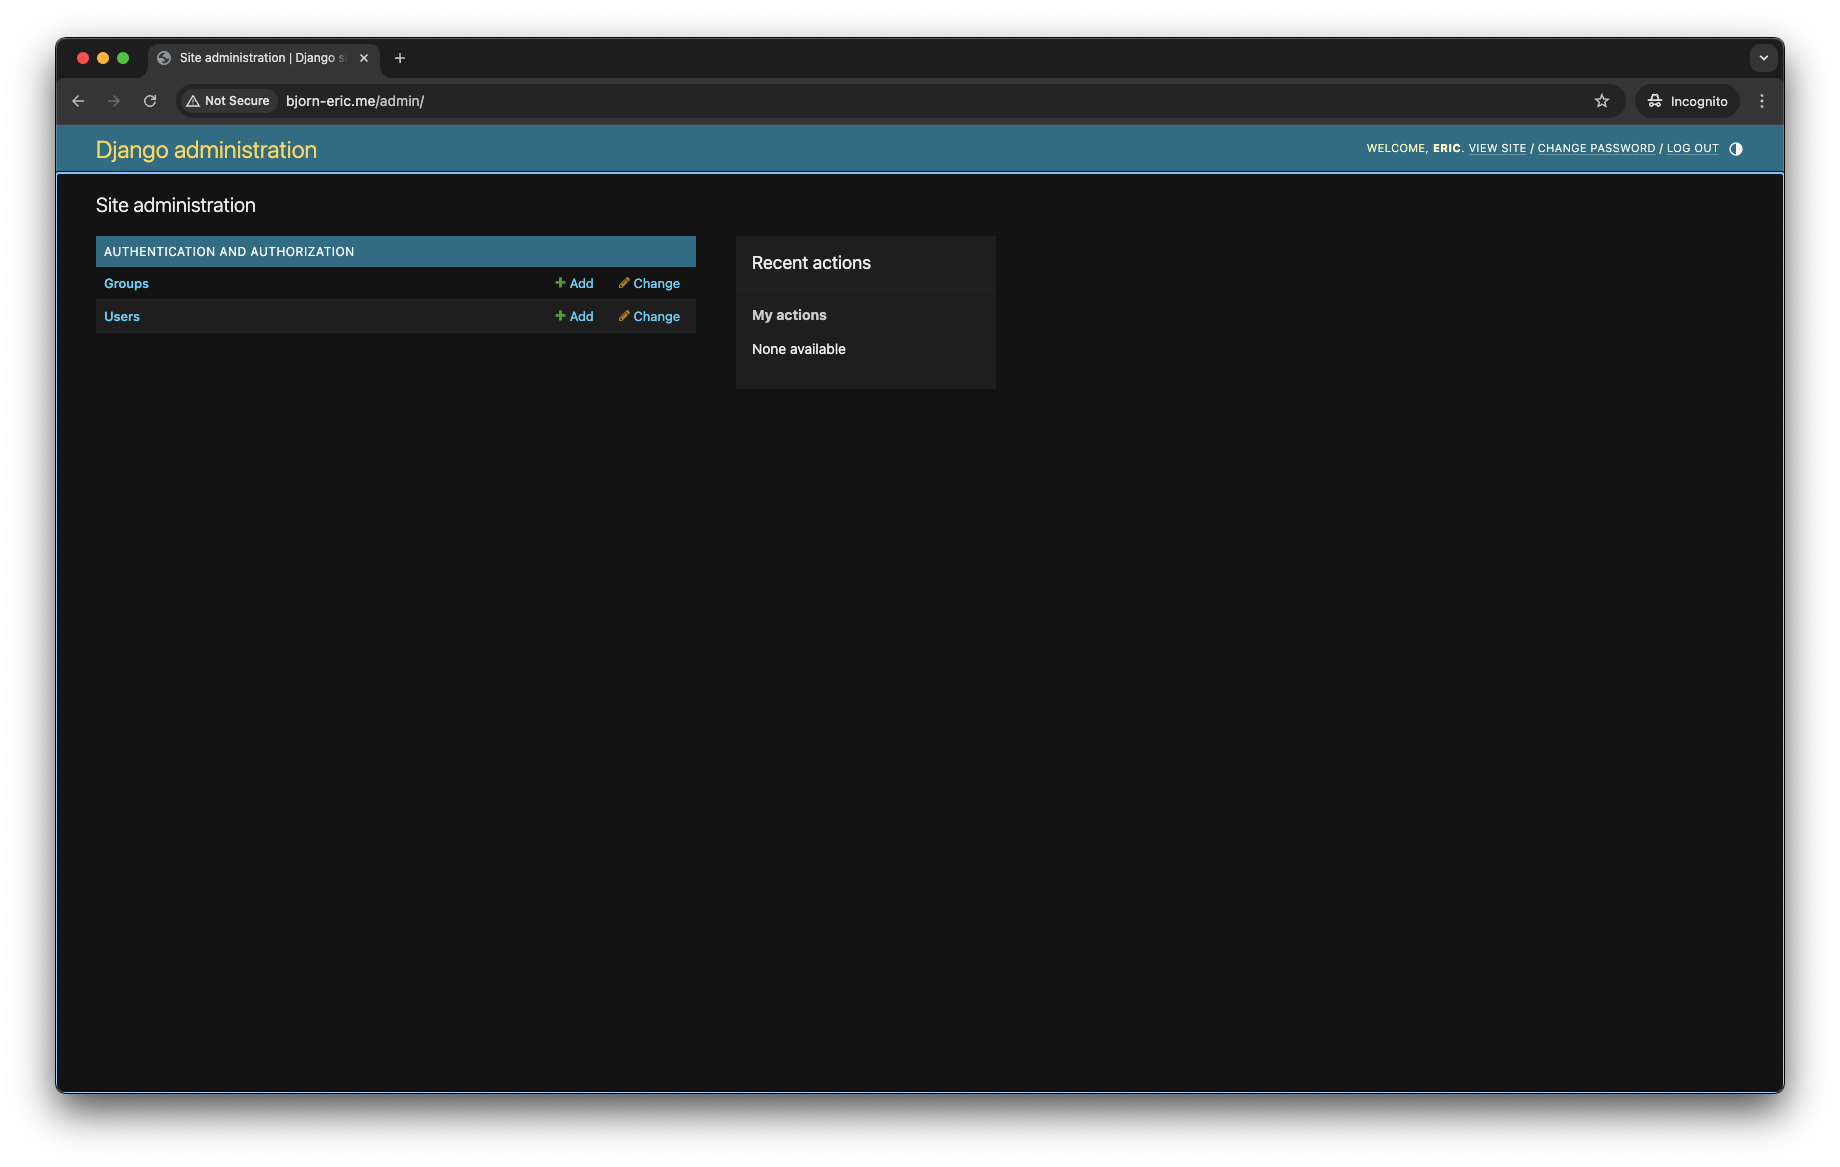 Site administration | Django s
Not Secure
bjorn-eric.me/admin/
Incognito
Django administration
WELCOME, ERIC. VIEW SITE / CHANGE PASSWORD / LOG OUT
Site administration
AUTHENTICATION AND AUTHORIZATION
Groups Add Change
Users Add Change
Recent actions
My actions
None available